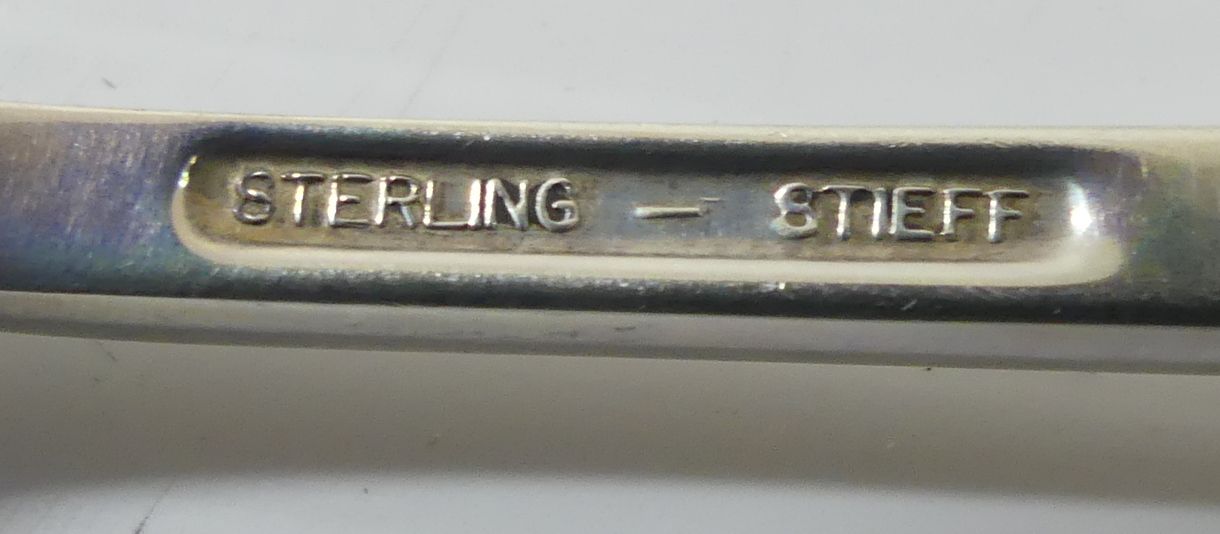 STERLING – STIEFF